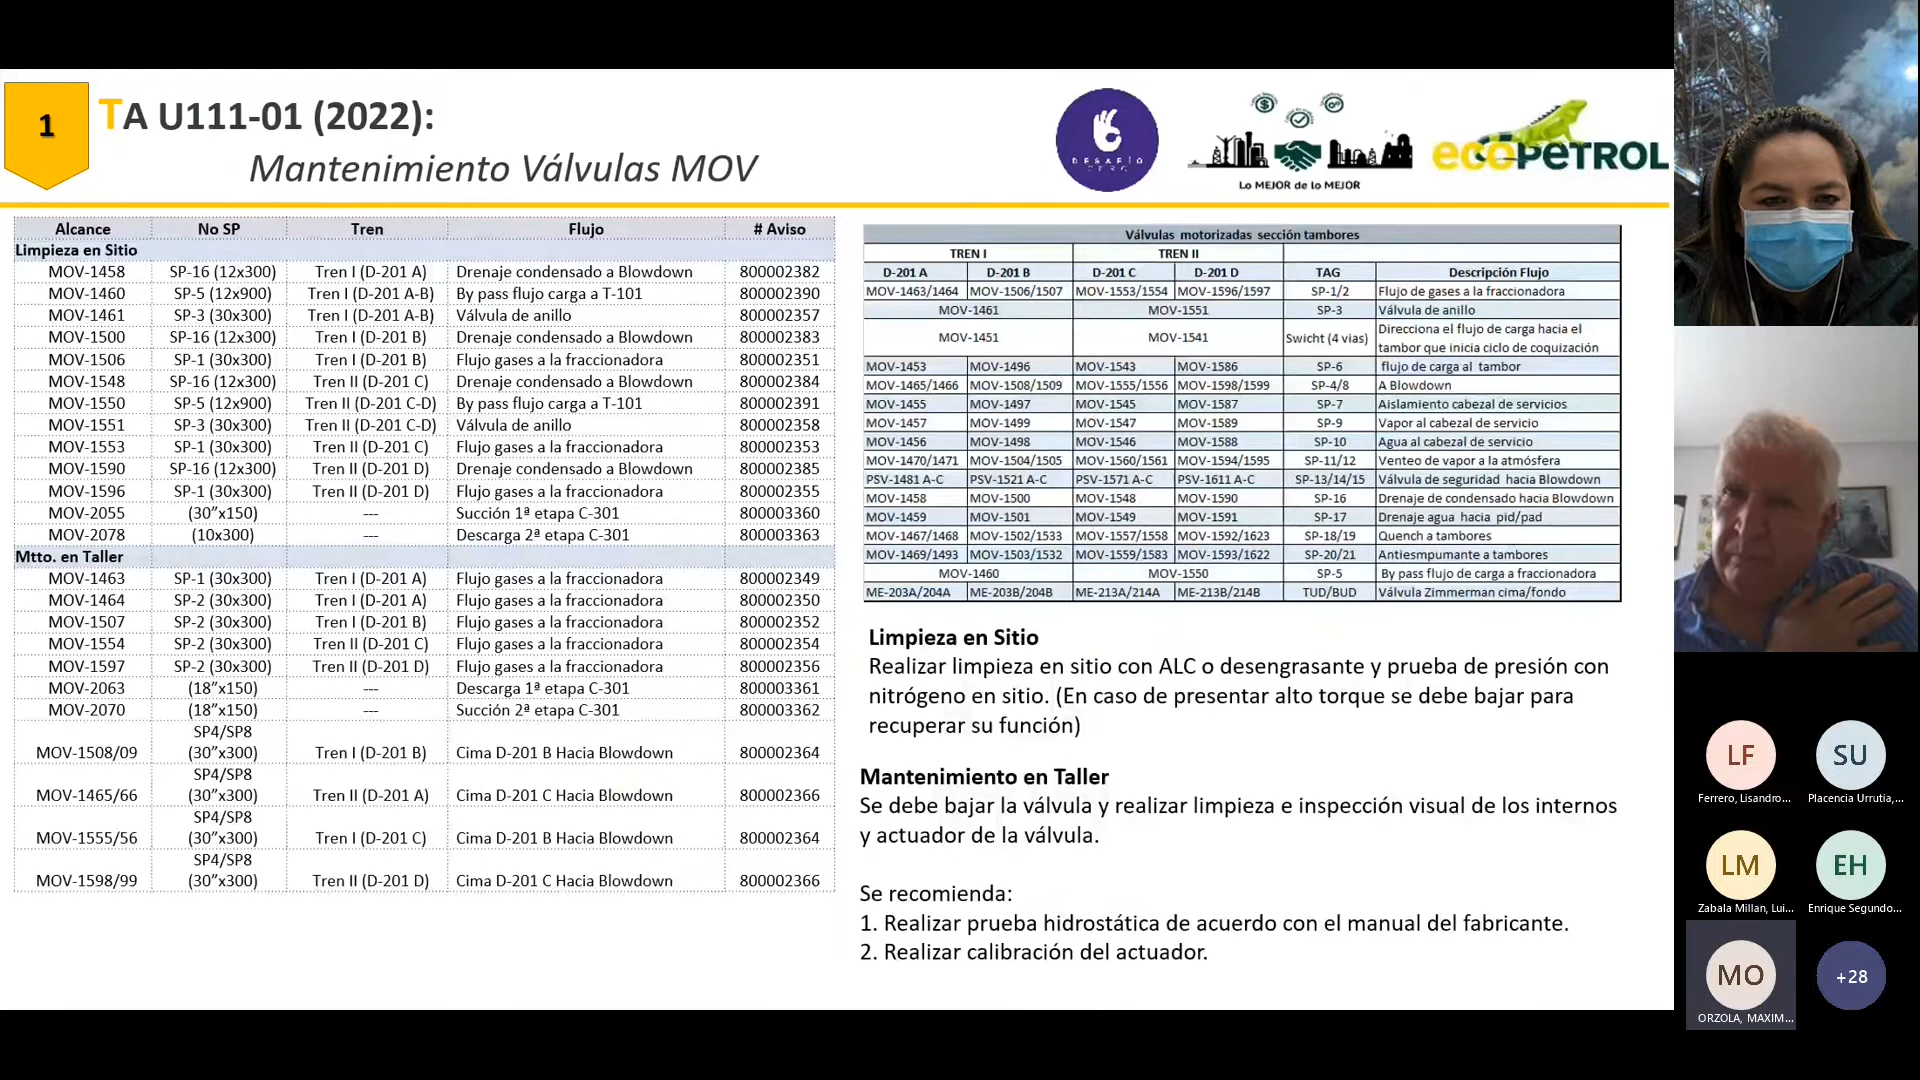 1
TA U111-01 (2022):
Mantenimiento Válvulas MOV
DESAFÍO
Lo MEJOR de lo MEJOR
ecopetrol
Alcance No SP Tren Flujo # Aviso
Limpieza en Sitio
MOV-1458 SP-16 (12x300) Tren I (D-201 A) Drenaje condensado a Blowdown 800002382
MOV-1460 SP-5 (12x900) Tren I (D-201 A-B) By pass flujo carga a T-101 800002390
MOV-1461 SP-3 (30x300) Tren I (D-201 A-B) Válvula de anillo 800002357
MOV-1500 SP-16 (12x300) Tren I (D-201 B) Drenaje condensado a Blowdown 800002383
MOV-1506 SP-1 (30x300) Tren I (D-201 B) Flujo gases a la fraccionadora 800002351
MOV-1548 SP-16 (12x300) Tren II (D-201 C) Drenaje condensado a Blowdown 800002384
MOV-1550 SP-5 (12x900) Tren II (D-201 C-D) By pass flujo carga a T-101 800002391
MOV-1551 SP-3 (30x300) Tren II (D-201 C-D) Válvula de anillo 800002358
MOV-1553 SP-1 (30x300) Tren II (D-201 C) Flujo gases a la fraccionadora 800002353
MOV-1590 SP-16 (12x300) Tren II (D-201 D) Drenaje condensado a Blowdown 800002385
MOV-1596 SP-1 (30x300) Tren II (D-201 D) Flujo gases a la fraccionadora 800002355
MOV-2055 (30”x150) --- Succión 1ª etapa C-301 800003360
MOV-2078 (10x300) --- Descarga 2ª etapa C-301 800003363
Mtto. en Taller
MOV-1463 SP-1 (30x300) Tren I (D-201 A) Flujo gases a la fraccionadora 800002349
MOV-1464 SP-2 (30x300) Tren I (D-201 A) Flujo gases a la fraccionadora 800002350
MOV-1507 SP-2 (30x300) Tren I (D-201 B) Flujo gases a la fraccionadora 800002352
MOV-1554 SP-2 (30x300) Tren II (D-201 C) Flujo gases a la fraccionadora 800002354
MOV-1597 SP-2 (30x300) Tren II (D-201 D) Flujo gases a la fraccionadora 800002356
MOV-2063 (18”x150) --- Descarga 1ª etapa C-301 800003361
MOV-2070 (18”x150) --- Succión 2ª etapa C-301 800003362
SP4/SP8
MOV-1508/09 (30”x300) Tren I (D-201 B) Cima D-201 B Hacia Blowdown 800002364
SP4/SP8
MOV-1465/66 (30”x300) Tren II (D-201 A) Cima D-201 C Hacia Blowdown 800002366
SP4/SP8
MOV-1555/56 (30”x300) Tren I (D-201 C) Cima D-201 B Hacia Blowdown 800002364
SP4/SP8
MOV-1598/99 (30”x300) Tren II (D-201 D) Cima D-201 C Hacia Blowdown 800002366
Válvulas motorizadas sección tambores
TREN I TREN II
D-201 A D-201 B D-201 C D-201 D TAG Descripción Flujo
MOV-1463/1464 MOV-1506/1507 MOV-1553/1554 MOV-1596/1597 SP-1/2 Flujo de gases a la fraccionadora
MOV-1461 MOV-1551 SP-3 Válvula de anillo
MOV-1451 MOV-1541 Swicht (4 vias) Direcciona el flujo de carga hacia el
tambor que inicia ciclo de coquización
MOV-1453 MOV-1496 MOV-1543 MOV-1586 SP-6 flujo de carga al tambor
MOV-1465/1466 MOV-1508/1509 MOV-1555/1556 MOV-1598/1599 SP-4/8 A Blowdown
MOV-1455 MOV-1497 MOV-1545 MOV-1587 SP-7 Aislamiento cabezal de servicios
MOV-1457 MOV-1499 MOV-1547 MOV-1589 SP-9 Vapor al cabezal de servicio
MOV-1456 MOV-1498 MOV-1546 MOV-1588 SP-10 Agua al cabezal de servicio
MOV-1470/1471 MOV-1504/1505 MOV-1560/1561 MOV-1594/1595 SP-11/12 Venteo de vapor a la atmósfera
PSV-1481 A-C PSV-1521 A-C PSV-1571 A-C PSV-1611 A-C SP-13/14/15 Válvula de seguridad hacia Blowdown
MOV-1458 MOV-1500 MOV-1548 MOV-1590 SP-16 Drenaje de condensado hacia Blowdown
MOV-1459 MOV-1501 MOV-1549 MOV-1591 SP-17 Drenaje agua hacia pid/pad
MOV-1467/1468 MOV-1502/1533 MOV-1557/1558 MOV-1592/1623 SP-18/19 Quench a tambores
MOV-1469/1493 MOV-1503/1532 MOV-1559/1583 MOV-1593/1622 SP-20/21 Antiesmpumante a tambores
MOV-1460 MOV-1550 SP-5 By pass flujo de carga a fraccionadora
ME-203A/204A ME-203B/204B ME-213A/214A ME-213B/214B TUD/BUD Válvula Zimmerman cima/fondo
Limpieza en Sitio
Realizar limpieza en sitio con ALC o desengrasante y prueba de presión con
nitrógeno en sitio. (En caso de presentar alto torque se debe bajar para
recuperar su función)
Mantenimiento en Taller
Se debe bajar la válvula y realizar limpieza e inspección visual de los internos
y actuador de la válvula.
Se recomienda:
1. Realizar prueba hidrostática de acuerdo con el manual del fabricante.
2. Realizar calibración del actuador.
LF SU
Ferrero, Lisandro... Placencia Urrutia,...
LM EH
Zabala Millan, Lui... Enrique Segundo...
MO +28
ORZOLA, MAXIM...